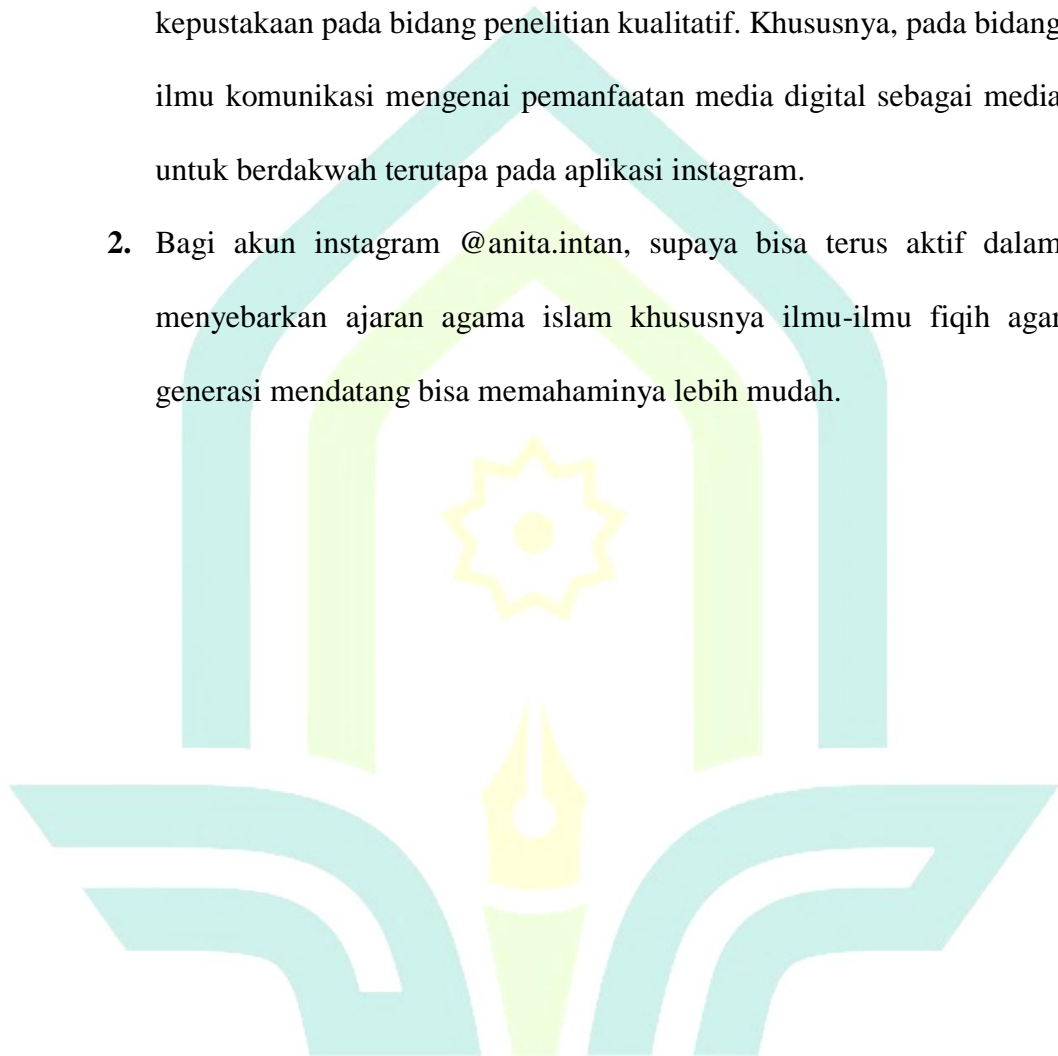 kepustakaan pada bidang penelitian kualitatif. Khususnya, pada bidang
ilmu komunikasi mengenai pemanfaatan media digital sebagai media
untuk berdakwah terutapa pada aplikasi instagram.
2. Bagi akun instagram @anita.intan, supaya bisa terus aktif dalam
menyebarkan ajaran agama islam khususnya ilmu-ilmu fiqih agar
generasi mendatang bisa memahaminya lebih mudah.